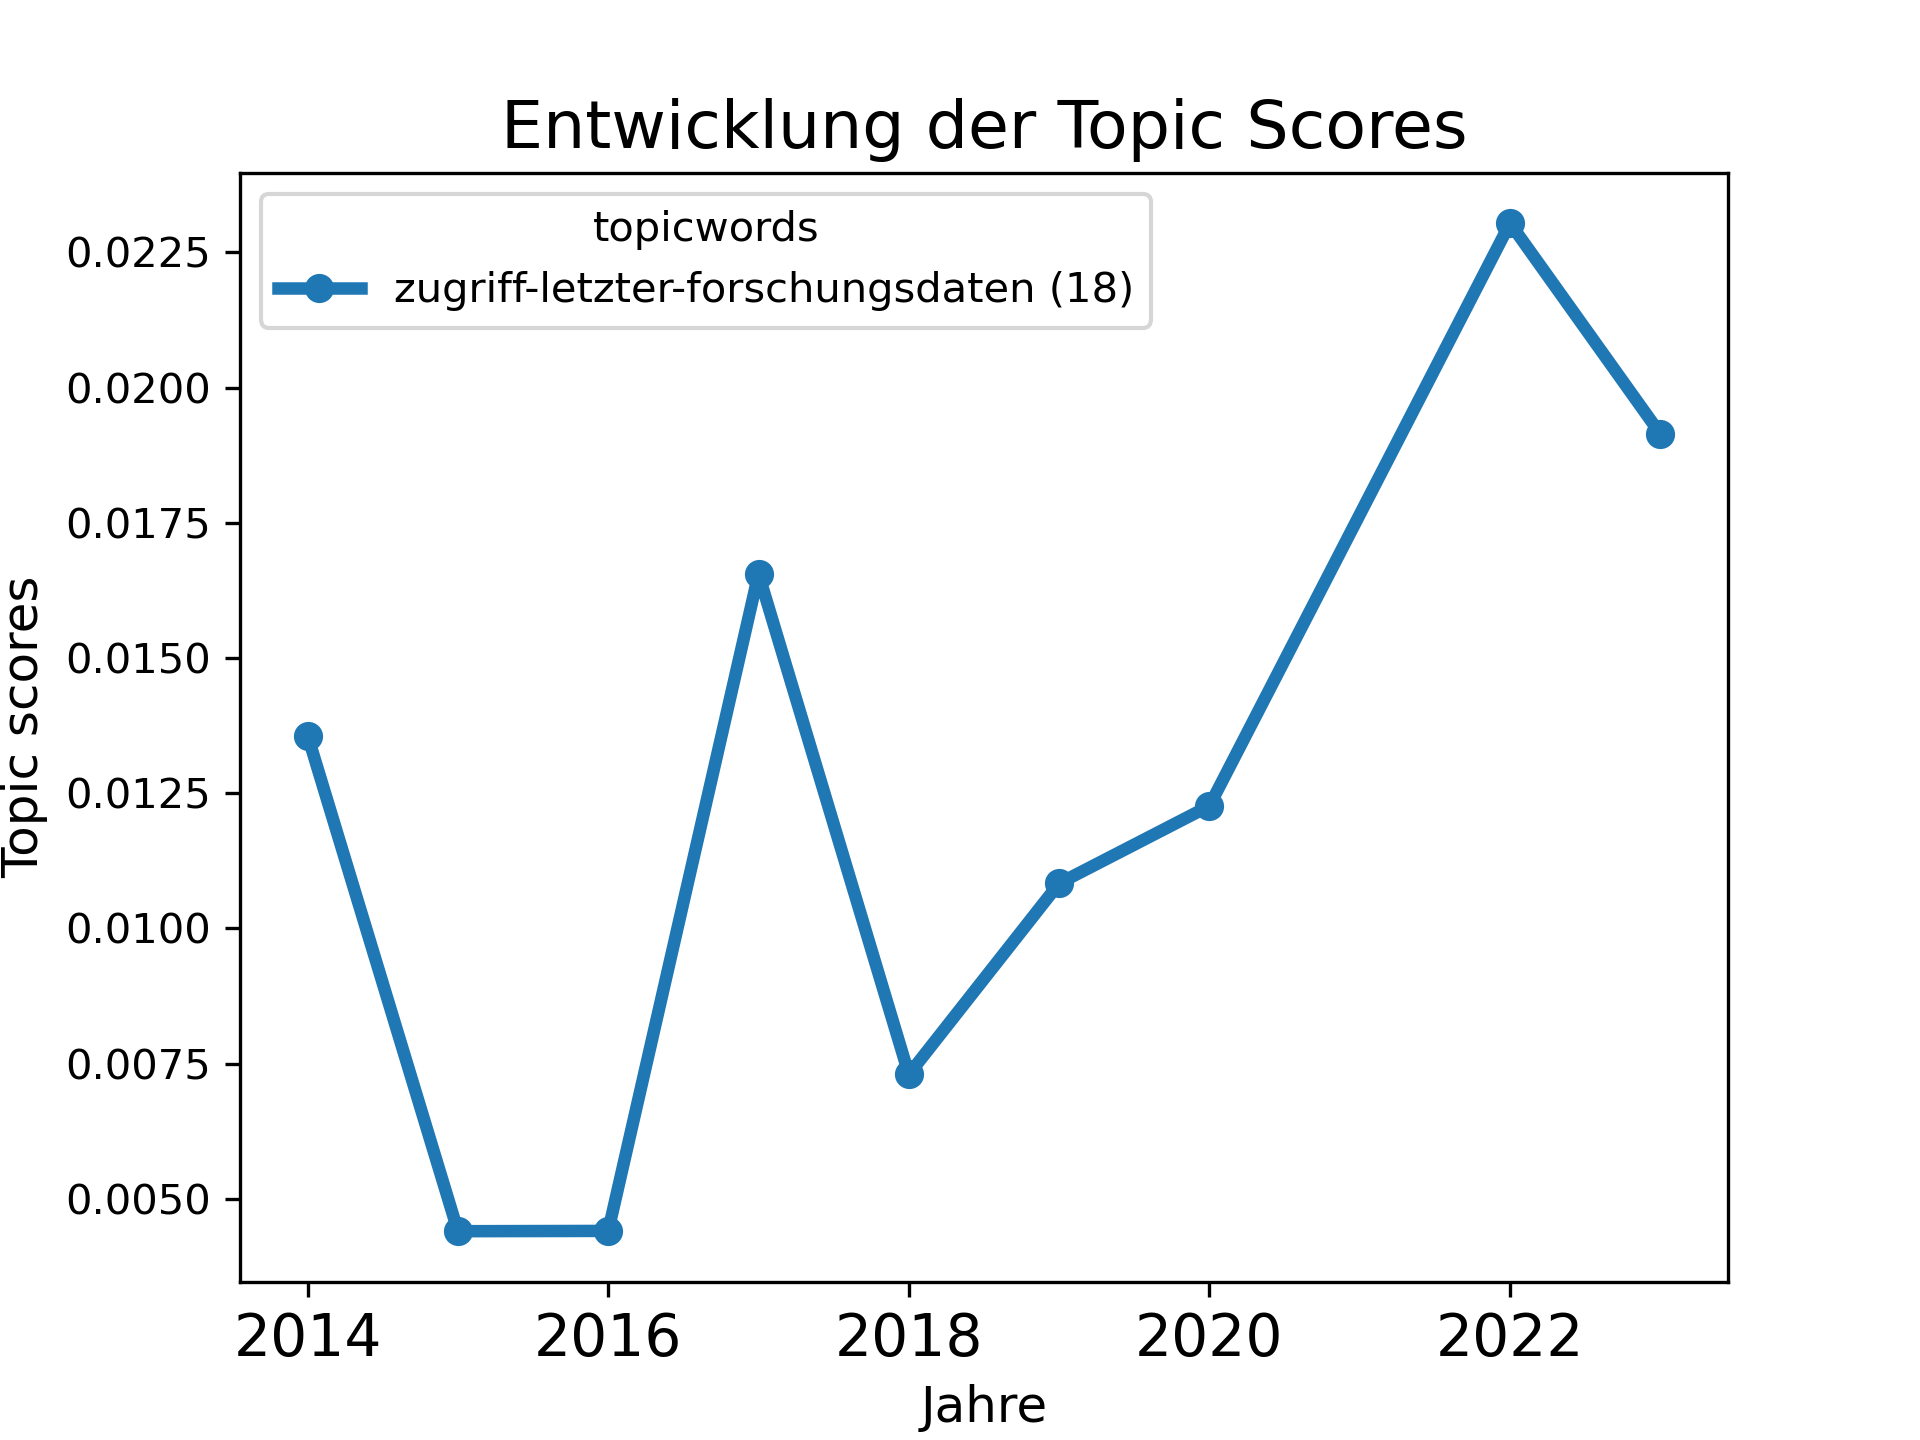 Entwicklung der Topic Scores
topicwords
zugriff-letzter-forschungsdaten (18)
Topic scores
0.0225
0.0200
0.0175
0.0150
0.0125
0.0100
0.0075
0.0050
2014 2016 2018 2020 2022
Jahre